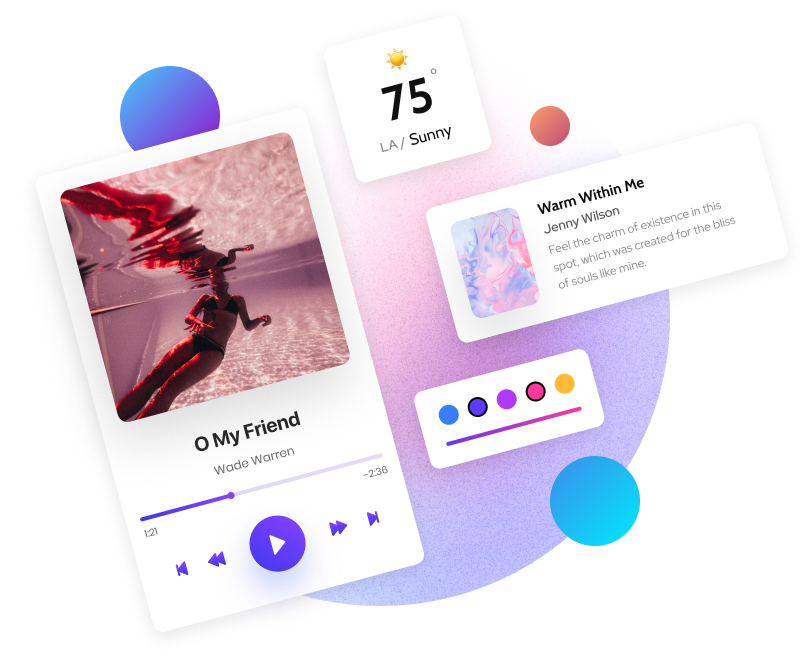 75°
LA / Sunny
Warm Within Me
Jenny Wilson
Feel the charm of existence in this
spot, which was created for the bliss
of souls like mine.
O My Friend
Wade Warren
1:21
-2:36